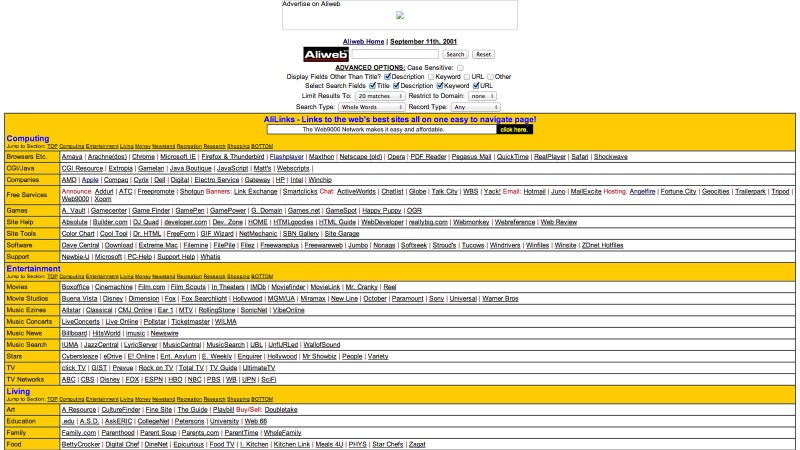 Advertise on Aliweb
Aliweb Home | September 11th, 2001
Aliweb Search Reset
ADVANCED OPTIONS: Case Sensitive:
Display Fields Other Than Title? Description Keyword URL Other
Select Search Fields: Title Description Keyword URL
Limit Results To: 20 matches Restrict to Domain: none
Search Type: Whole Words Record Type: Any
AliLinks - Links to the web's best sites all on one easy to navigate page!
The Web9000 Network makes it easy and affordable. click here.
Computing
Jump to Section: TOP Computing Entertainment Living Money Newstand Recreation Research Shopping BOTTOM
Browsers Etc. Amaya | Arachne(dos) | Chrome | Microsoft IE | Firefox & Thunderbird | Flashplayer | Maxthon | Netscape (old) | Opera | PDF Reader | Pegasus Mail | QuickTime | RealPlayer | Safari | Shockwave
CGI/Java CGI Resource | Extropia | Gamelan | Java Boutique | JavaScript | Matt's | Webscripts |
Companies AMD | Apple | Compaq | Cyrix | Dell | Digital | Electro Service | Gateway | HP | Intel | Winchip
Free Services Announce: Addurl | ATC | Freepromote | Shotgun Banners: Link Exchange | Smartclicks Chat: ActiveWorlds | Chatlist | Globe | Talk City | WBS | Yack! Email: Hotmail | Juno | MailExcite Hosting: Angelfire | Fortune City | Geocities | Trailerpark | Tripod |
Web9000 | Xoom
Games A. Vault | Gamecenter | Game Finder | GamePen | GamePower | G. Domain | Games.net | GameSpot | Happy Puppy | OGR
Site Help Absolute | Builder.com | DJ Quad | developer.com | Dev. Zone | HOME | HTMLgoodies | HTML Guide | WebDeveloper | reallybig.com | Webmonkey | Webreference | Web Review
Site Tools Color Chart | Cool Tool | Dr. HTML | FreeForm | GIF Wizard | NetMechanic | SBN Gallery | Site Garage
Software Dave Central | Download | Extreme Mac | Filemine | FilePile | Filez | Freewareplus | Freewareweb | Jumbo | Nonags | Softseek | Stroud's | Tucows | Windrivers | Winfiles | Winsite | ZDnet Hotfiles
Support Newbie-U | Microsoft | PC-Help | Support Help | Whatis
Entertainment
Jump to Section: TOP Computing Entertainment Living Money Newstand Recreation Research Shopping BOTTOM
Movies Boxoffice | Cinemachine | Film.com | Film Scouts | In Theaters | IMDb | Moviefinder | MovieLink | Mr. Cranky | Reel
Movie Studios Buena Vista | Disney | Dimension | Fox | Fox Searchlight | Hollywood | MGM/UA | Miramax | New Line | October | Paramount | Sony | Universal | Warner Bros
Music Ezines Allstar | Classical | CMJ Online | Ear 1 | MTV | RollingStone | SonicNet | VibeOnline
Music Concerts LiveConcerts | Live Online | Pollstar | Ticketmaster | WILMA
Music News Billboard | HitsWorld | imusic | Newswire
Music Search IUMA | JazzCentral | LyricServer | MusicCentral | MusicSearch | UBL | UnfURLed | WallofSound
Stars Cybersleaze | eDrive | E! Online | Ent. Asylum | E. Weekly | Enquirer | Hollywood | Mr Showbiz | People | Variety
TV click TV | GIST | Prevue | Rock on TV | Total TV | TV Guide | UltimateTV
TV Networks ABC | CBS | Disney | FOX | ESPN | HBO | NBC | PBS | WB | UPN | SciFi
Living
Jump to Section: TOP Computing Entertainment Living Money Newstand Recreation Research Shopping BOTTOM
Art A Resource | CultureFinder | Fine Site | The Guide | Playbill Buy/Sell: Doubletake
Education .edu | A.S.D. | AskERIC | CollegeNet | Petersons | University | Web 66
Family Family.com | Parenthood | Parent Soup | Parents.com | ParentTime | WholeFamily
Food BettyCrocker | Digital Chef | DineNet | Epicurious | Food TV | I. Kitchen | Kitchen Link | Meals 4U | PHYS | Star Chefs | Zagat